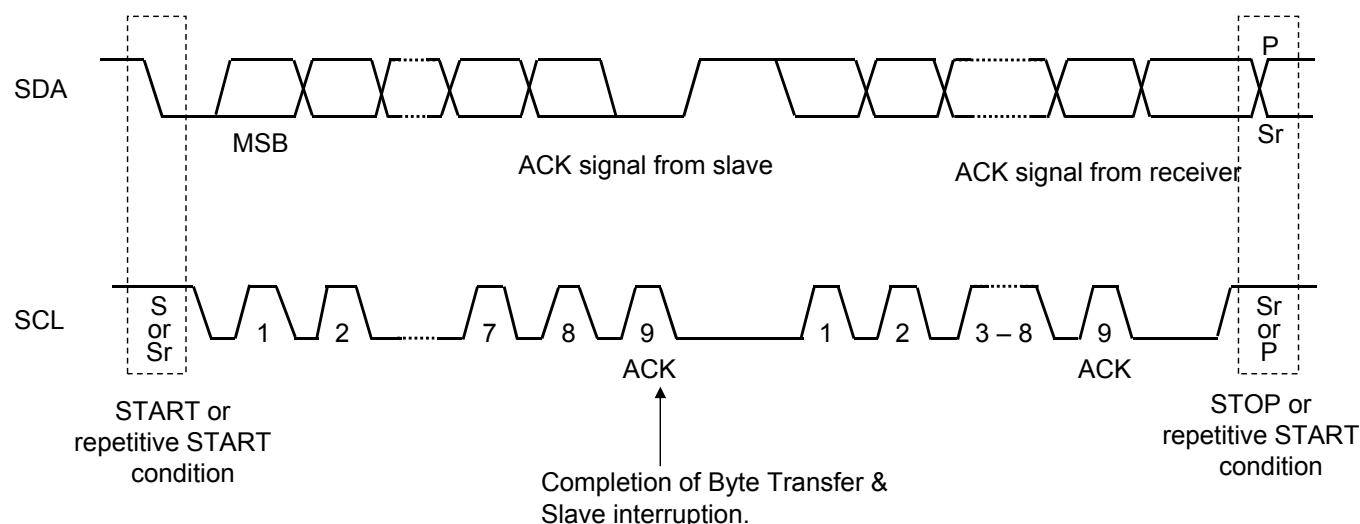 P
SDA
Sr
MSB
ACK signal from slave
ACK signal from receiver
SCL
S
or
Sr
1
2
7
8
9
1
2
3 – 8
9
Sr
or
P
ACK
ACK
START or
repetitive START
condition
STOP or
repetitive START
condition
Completion of Byte Transfer &
Slave interruption.